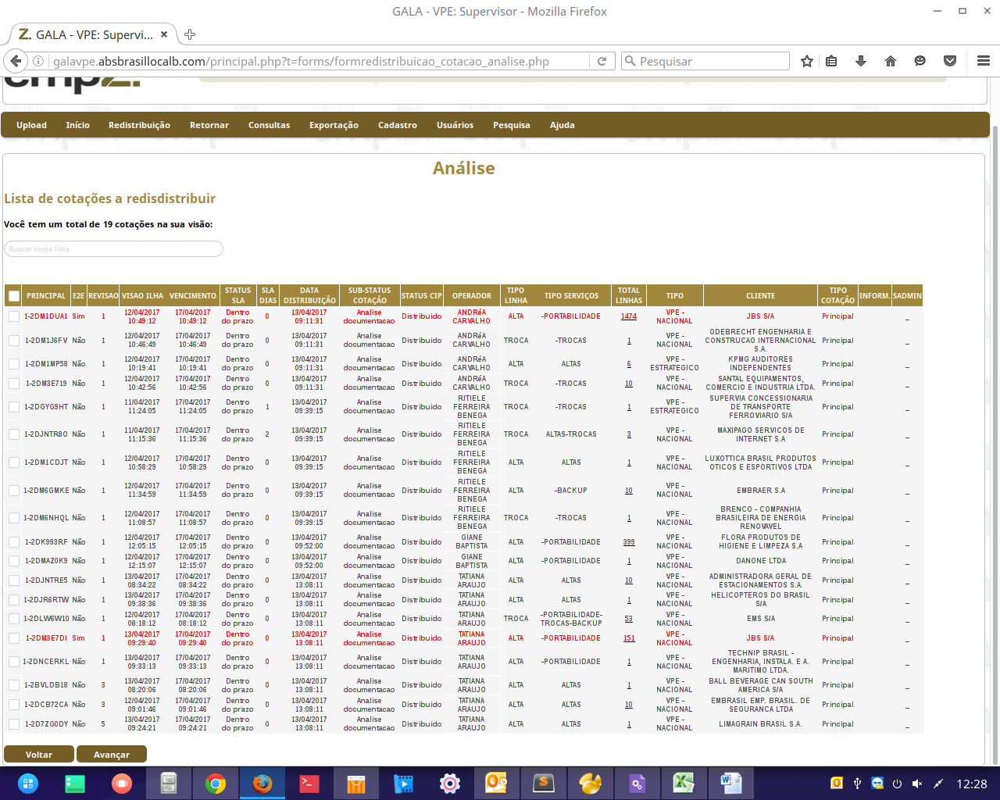 GALA - VPE: Supervisor - Mozilla Firefox
Z. GALA - VPE: Supervi...
galavpe.absbrasillocalb.com/principal.php?t=forms/formredistribuicao_cotacao_analise.php
Pesquisar
empz.
Upload Início Redistribuição Retornar Consultas Exportação Cadastro Usuários Pesquisa Ajuda
Análise
Lista de cotações a redisdistribuir
Você tem um total de 19 cotações na sua visão:
Buscar nesta lista
PRINCIPAL E2E REVISAO VISAO ILHA VENCIMENTO STATUS SLA SLA DIAS DATA DISTRIBUIÇÃO SUB-STATUS COTAÇÃO STATUS CIP OPERADOR TIPO LINHA TIPO SERVIÇOS TOTAL LINHAS TIPO CLIENTE TIPO COTAÇÃO INFORM. SADMIN
1-2DM1DUA1 Sim 1 12/04/2017 10:49:12 17/04/2017 10:49:12 Dentro do prazo 0 13/04/2017 09:11:31 Analise documentacao Distribuido ANDRéA CARVALHO ALTA -PORTABILIDADE 1474 VPE - NACIONAL JBS S/A Principal _
1-2DM1J6FV Não 1 12/04/2017 10:46:49 17/04/2017 10:46:49 Dentro do prazo 0 13/04/2017 09:11:31 Analise documentacao Distribuido ANDRéA CARVALHO TROCA -TROCAS 1 VPE - NACIONAL ODEBRECHT ENGENHARIA E CONSTRUCAO INTERNACIONAL S.A. Principal _
1-2DM1MP58 Não 1 12/04/2017 10:19:41 17/04/2017 10:19:41 Dentro do prazo 0 13/04/2017 09:11:31 Analise documentacao Distribuido ANDRéA CARVALHO ALTA ALTAS 6 VPE - ESTRATEGICO KPMG AUDITORES INDEPENDENTES Principal _
1-2DM3E719 Não 1 12/04/2017 10:42:56 17/04/2017 10:42:56 Dentro do prazo 0 13/04/2017 09:11:31 Analise documentacao Distribuido ANDRéA CARVALHO TROCA -TROCAS 10 VPE - NACIONAL SANTAL EQUIPAMENTOS, COMERCIO E INDUSTRIA LTDA. Principal _
1-2DGYG9HT Não 1 11/04/2017 11:24:05 17/04/2017 11:24:05 Dentro do prazo 1 13/04/2017 09:39:15 Analise documentacao Distribuido RITIELE FERREIRA BENEGA TROCA -TROCAS 1 VPE - ESTRATEGICO SUPERVIA CONCESSIONARIA DE TRANSPORTE FERROVIARIO S/A Principal _
1-2DJNTR8O Não 1 11/04/2017 11:15:36 17/04/2017 11:15:36 Dentro do prazo 2 13/04/2017 09:39:15 Analise documentacao Distribuido RITIELE FERREIRA BENEGA TROCA ALTAS-TROCAS 3 VPE - NACIONAL MAXIPAGO SERVICOS DE INTERNET S.A Principal _
1-2DM1CDJT Não 1 12/04/2017 10:58:29 17/04/2017 10:58:29 Dentro do prazo 0 13/04/2017 09:39:15 Analise documentacao Distribuido RITIELE FERREIRA BENEGA ALTA ALTAS 1 VPE - NACIONAL LUXOTTICA BRASIL PRODUTOS OTICOS E ESPORTIVOS LTDA Principal _
1-2DM6GMKE Não 1 12/04/2017 11:34:59 17/04/2017 11:34:59 Dentro do prazo 0 13/04/2017 09:39:15 Analise documentacao Distribuido RITIELE FERREIRA BENEGA ALTA -BACKUP 10 VPE - NACIONAL EMBRAER S.A Principal _
1-2DM6NHQL Não 1 12/04/2017 11:08:57 17/04/2017 11:08:57 Dentro do prazo 0 13/04/2017 09:39:15 Analise documentacao Distribuido RITIELE FERREIRA BENEGA TROCA -TROCAS 1 VPE - NACIONAL BRENCO - COMPANHIA BRASILEIRA DE ENERGIA RENOVAVEL Principal _
1-2DK993RF Não 1 12/04/2017 12:05:15 17/04/2017 12:05:15 Dentro do prazo 0 13/04/2017 09:52:00 Analise documentacao Distribuido GIANE BAPTISTA ALTA -PORTABILIDADE 399 VPE - NACIONAL FLORA PRODUTOS DE HIGIENE E LIMPEZA S.A Principal _
1-2DMAZ0K9 Não 1 12/04/2017 12:15:07 17/04/2017 12:15:07 Dentro do prazo 0 13/04/2017 09:52:00 Analise documentacao Distribuido GIANE BAPTISTA ALTA -PORTABILIDADE 1 VPE - NACIONAL DANONE LTDA Principal _
1-2DJNTRE5 Não 1 13/04/2017 08:34:22 17/04/2017 08:34:22 Dentro do prazo 0 13/04/2017 13:08:11 Analise documentacao Distribuido TATIANA ARAUJO ALTA ALTAS 10 VPE - NACIONAL ADMINISTRADORA GERAL DE ESTACIONAMENTOS S.A. Principal _
1-2DJR6RTW Não 1 13/04/2017 09:38:36 17/04/2017 09:38:36 Dentro do prazo 0 13/04/2017 13:08:11 Analise documentacao Distribuido TATIANA ARAUJO ALTA ALTAS 1 VPE - NACIONAL HELICOPTEROS DO BRASIL S/A Principal _
1-2DLW6W10 Não 1 12/04/2017 08:18:12 17/04/2017 08:18:12 Dentro do prazo 0 13/04/2017 13:08:11 Analise documentacao Distribuido TATIANA ARAUJO TROCA -PORTABILIDADE-TROCAS-BACKUP 53 VPE - NACIONAL EMS S/A Principal _
1-2DM3E7DI Sim 1 13/04/2017 09:29:40 17/04/2017 09:29:40 Dentro do prazo 0 13/04/2017 13:08:11 Analise documentacao Distribuido TATIANA ARAUJO ALTA -PORTABILIDADE 151 VPE - NACIONAL JBS S/A Principal _
1-2DNCERKL Não 1 13/04/2017 09:33:13 17/04/2017 09:33:13 Dentro do prazo 0 13/04/2017 13:08:11 Analise documentacao Distribuido TATIANA ARAUJO ALTA -PORTABILIDADE 1 VPE - NACIONAL TECHNIP BRASIL - ENGENHARIA, INSTALA. E A. MARITIMO LTDA. Principal _
1-2BVLDB18 Não 3 13/04/2017 08:20:06 17/04/2017 08:20:06 Dentro do prazo 0 13/04/2017 13:08:11 Analise documentacao Distribuido TATIANA ARAUJO ALTA ALTAS 1 VPE - NACIONAL BALL BEVERAGE CAN SOUTH AMERICA S/A Principal _
1-2DCB72CA Não 3 12/04/2017 09:01:46 17/04/2017 09:01:46 Dentro do prazo 0 13/04/2017 13:08:11 Analise documentacao Distribuido TATIANA ARAUJO ALTA ALTAS 10 VPE - NACIONAL EMBRASIL EMP. BRASIL. DE SEGURANCA LTDA Principal _
1-2D7ZG0DY Não 5 13/04/2017 09:24:21 17/04/2017 09:24:21 Dentro do prazo 0 13/04/2017 13:08:11 Analise documentacao Distribuido TATIANA ARAUJO ALTA ALTAS 1 VPE - NACIONAL LIMAGRAIN BRASIL S.A. Principal _
Voltar Avançar
12:28